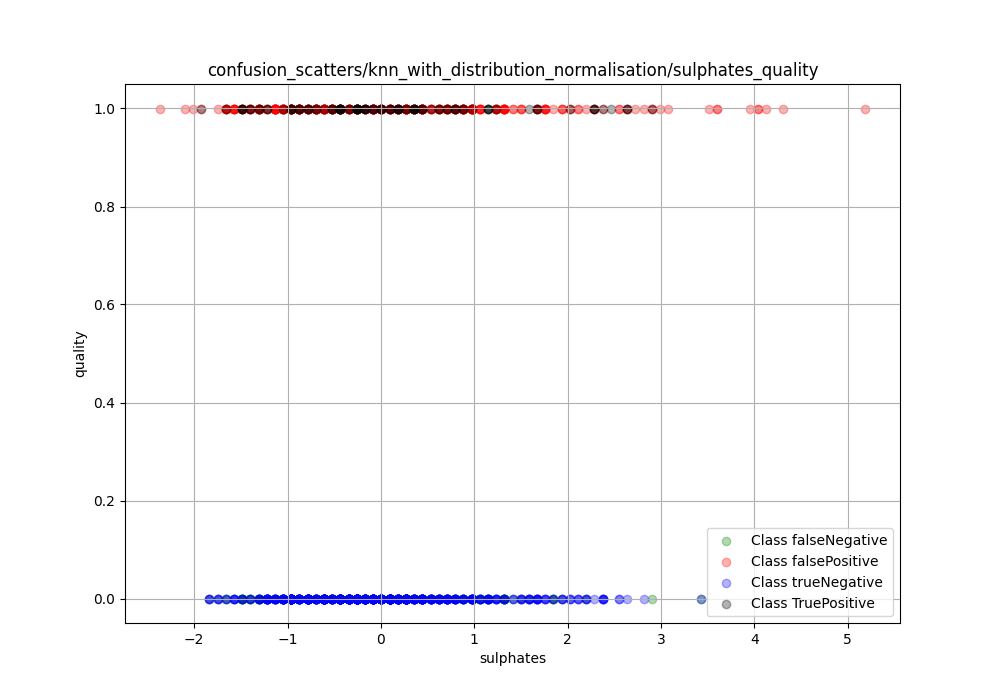 confusion_scatters/knn_with_distribution_normalisation/sulphates_quality
1.0
0.8
0.6
0.4
0.2
0.0
quality
−2
−1
0
1
2
3
4
5
sulphates
Class falseNegative
Class falsePositive
Class trueNegative
Class TruePositive